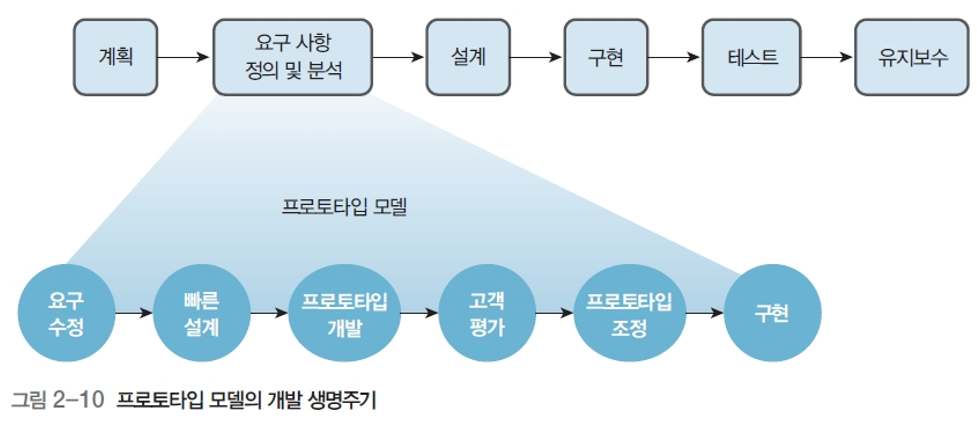 계획
요구 사항
정의 및 분석
설계
구현
테스트
유지보수
프로토타입 모델
요구
수정
빠른
설계
프로토타입
개발
고객
평가
프로토타입
조정
구현
그림 2-10 프로토타입 모델의 개발 생명주기